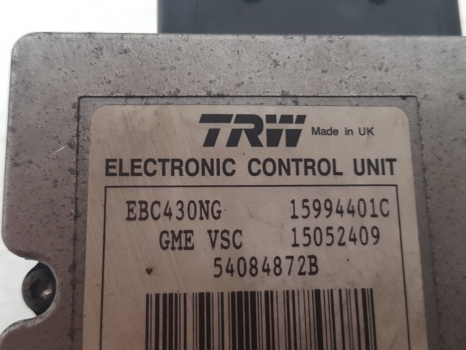 TRW Made in UK
ELECTRONIC CONTROL UNIT
EBC430NG 15994401C
GME VSC 15052409
54084872B